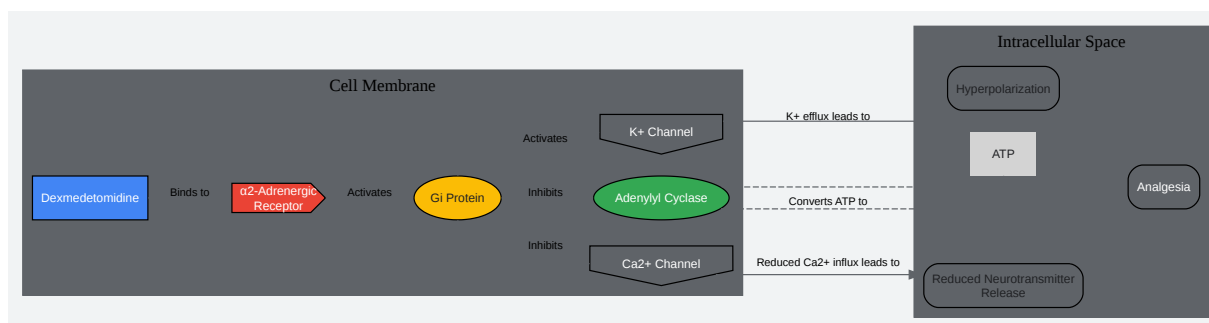 Intracellular Space
Cell Membrane
Hyperpolarization
K+ efflux leads to
Activates
K+ Channel
ATP
Dexmedetomidine
Binds to
α2-Adrenergic
Receptor
Activates
Gi Protein
Inhibits
Adenylyl Cyclase
Converts ATP to
Analgesia
Inhibits
Ca2+ Channel
Reduced Ca2+ influx leads to
Reduced Neurotransmitter
Release